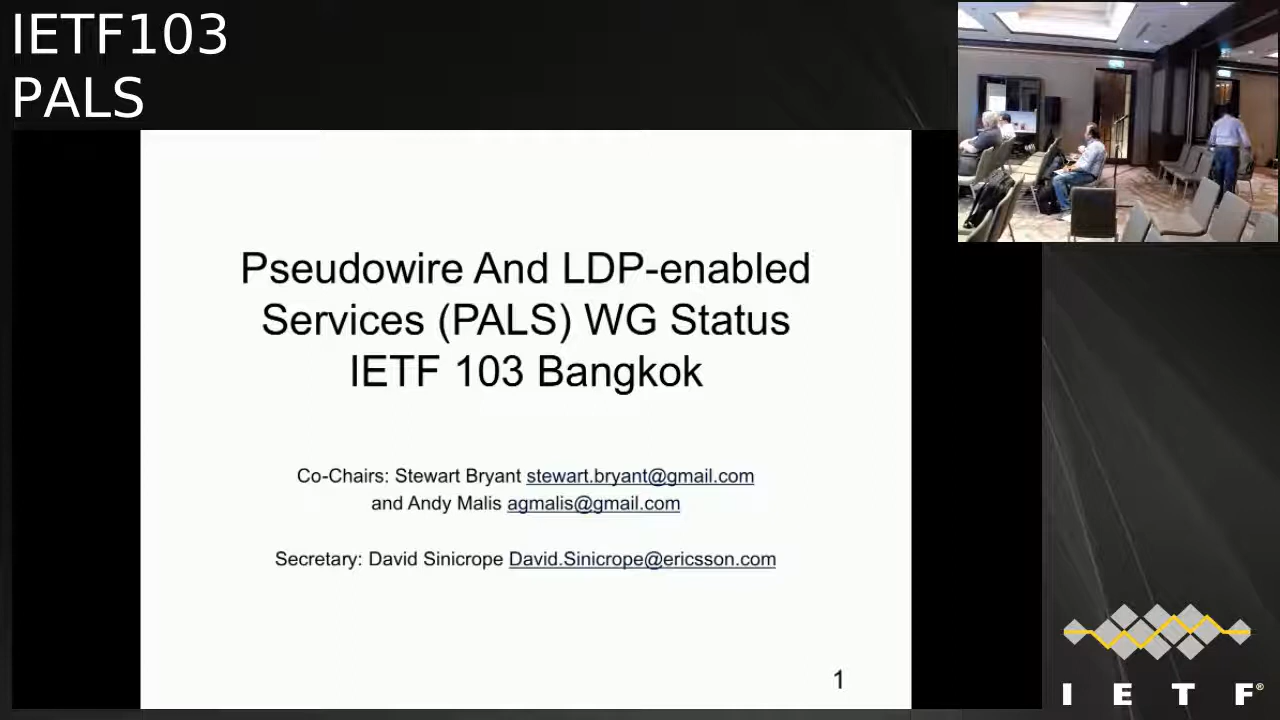 IETF103
PALS
Pseudowire And LDP-enabled
Services (PALS) WG Status
IETF 103 Bangkok
Co-Chairs: Stewart Bryant stewart.bryant@gmail.com
and Andy Malis agmalis@gmail.com
Secretary: David Sinicrope David.Sinicrope@ericsson.com
1
I E T F®